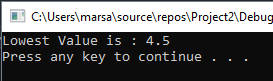 C:\Users\marsa\source\repos\Project2\Debug
Lowest Value is : 4.5
Press any key to continue . . .